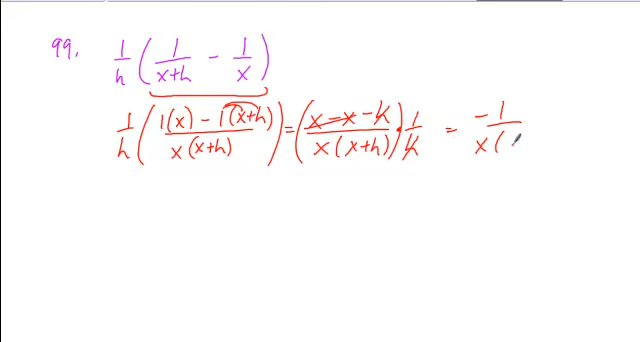 99. 1/h ( 1/(x+h) - 1/x )
1/h ( (1(x) - 1(x+h))/(x(x+h)) ) = ( (x - x - h)/(x(x+h)) ) • 1/h = -1/(x(